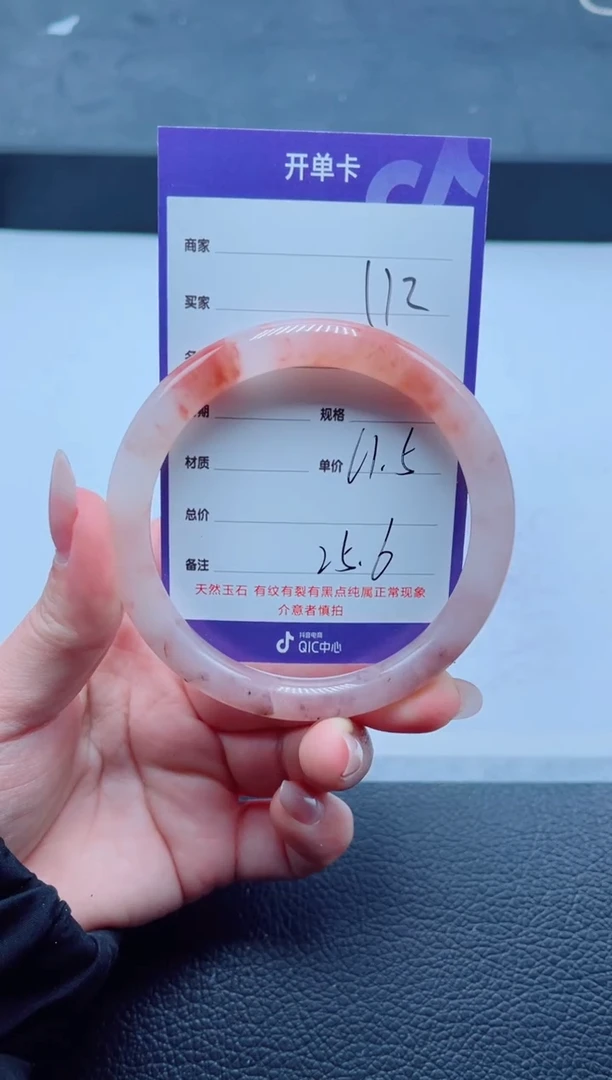 开单卡
商家
买家 112
期 规格
材质 单价 61.5
总价
备注 25.6
天然玉石 有纹有裂有黑点纯属正常现象
介意者慎拍
抖音电商
QIC中心